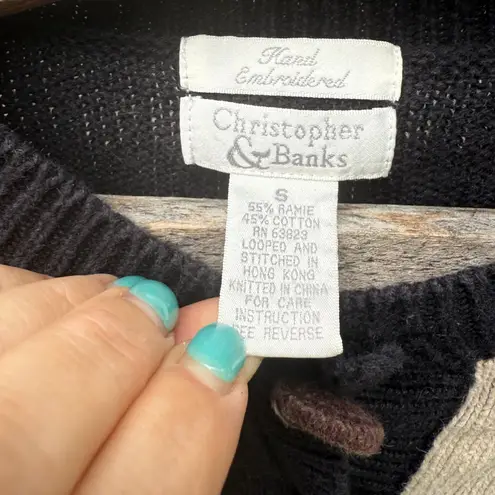 Hand
Embroidered
Christopher
& Banks
S
55% RAMIE
45% COTTON
RN 63823
LOOPED AND
STITCHED IN
HONG KONG
KNITTED IN CHINA
FOR CARE
INSTRUCTION
SEE REVERSE